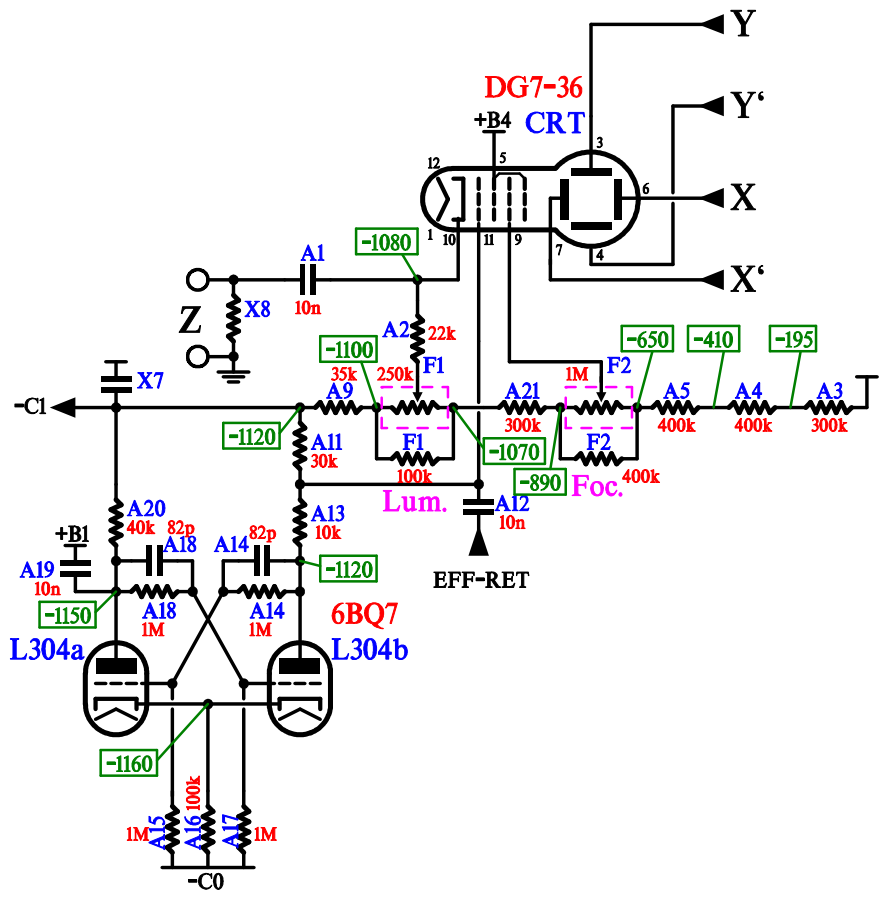 Y
DG7-36
Y‘
+B4
CRT
3
12
5
6
X
1
10
11
9
7
4
-1080
A1
X‘
Z
X8
10n
A2
22k
-650
-410
-195
-1100
F1
1M
F2
X7
35k
250k
A9
A21
A5
A4
A3
-C1
-1120
A11
F1
-1070
300k
F2
400k
400k
300k
30k
100k
-890
Foc.
400k
Lum.
A20
A13
A12
+B1
40k
82p
82p
10k
10n
A18
A14
A19
-1120
EFF-RET
10n
-1150
A18
A14
6BQ7
1M
1M
L304a
L304b
-1160
100k
1M
A15
A16
A17
1M
-C0